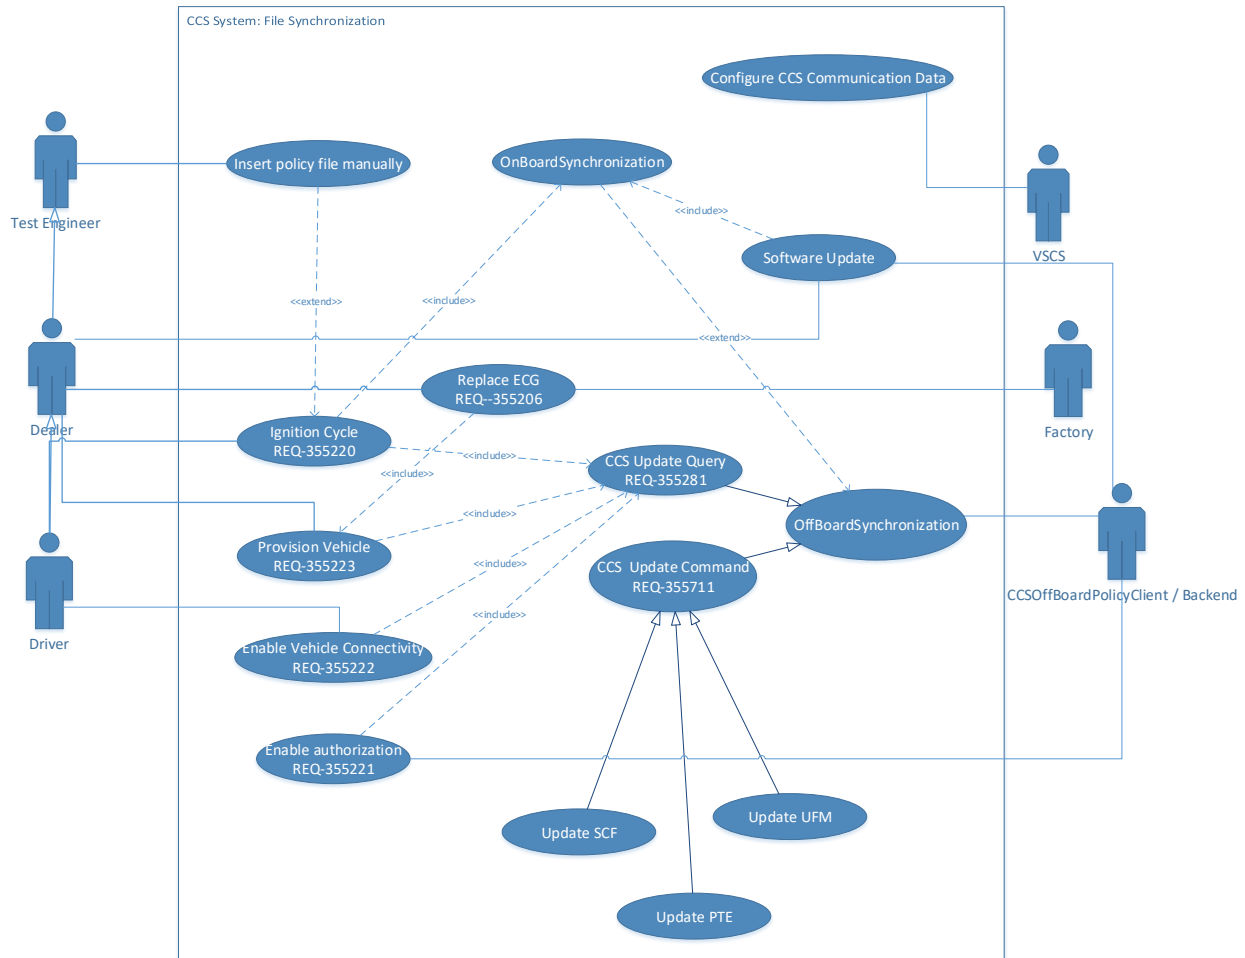 CCS System: File Synchronization
Configure CCS Communication Data
Insert policy file manually
OnBoardSynchronization
Test Engineer
<<include>>
VSCS
Software Update
<<extend>>
<<include>>
<<extend>>
Dealer
Replace ECG
REQ--355206
Factory
Ignition Cycle
REQ-355220
<<include>>
CCS Update Query
REQ-355281
<<include>>
<<include>>
OffBoardSynchronization
Provision Vehicle
REQ-355223
<<include>>
CCS  Update Command
REQ-355711
CCSOffBoardPolicyClient / Backend
<<include>>
Driver
Enable Vehicle Connectivity
REQ-355222
Enable authorization
REQ-355221
Update SCF
Update UFM
Update PTE